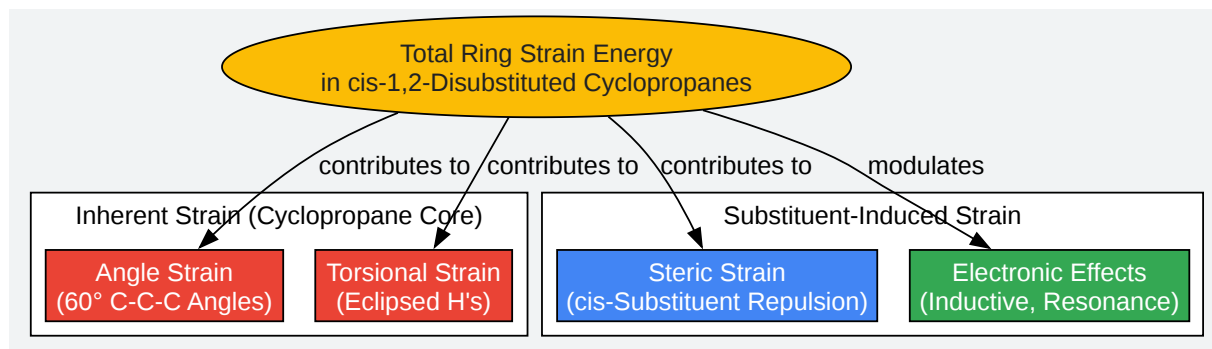 Total Ring Strain Energy
in cis-1,2-Disubstituted Cyclopropanes
contributes to
contributes to
contributes to
modulates
Inherent Strain (Cyclopropane Core)
Substituent-Induced Strain
Angle Strain
(60° C-C-C Angles)
Torsional Strain
(Eclipsed H's)
Steric Strain
(cis-Substituent Repulsion)
Electronic Effects
(Inductive, Resonance)